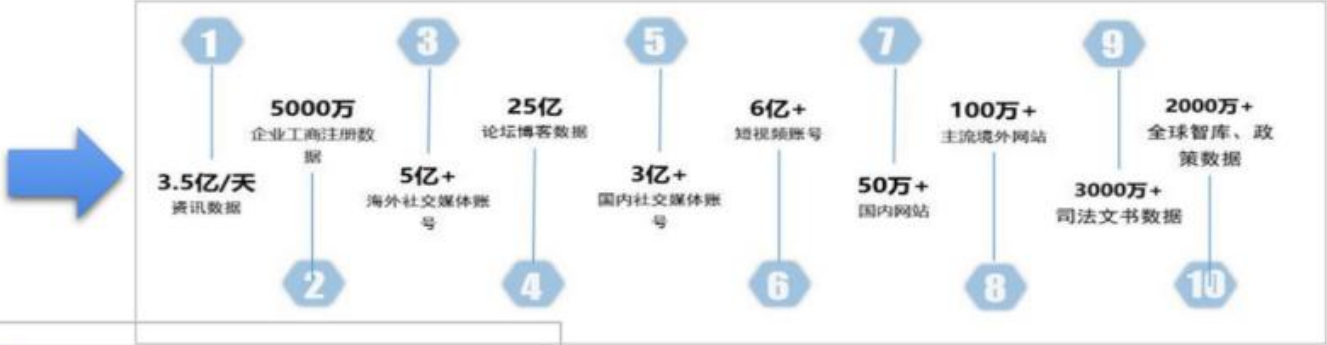 1
3.5亿/天
资讯数据
5000万
企业工商注册数
据
2
3
5亿+
海外社交媒体账
号
25亿
论坛博客数据
4
5
3亿+
国内社交媒体账
号
6亿+
短视频账号
6
7
50万+
国内网站
100万+
主流境外网站
8
9
3000万+
司法文书数据
2000万+
全球智库、政
策数据
10